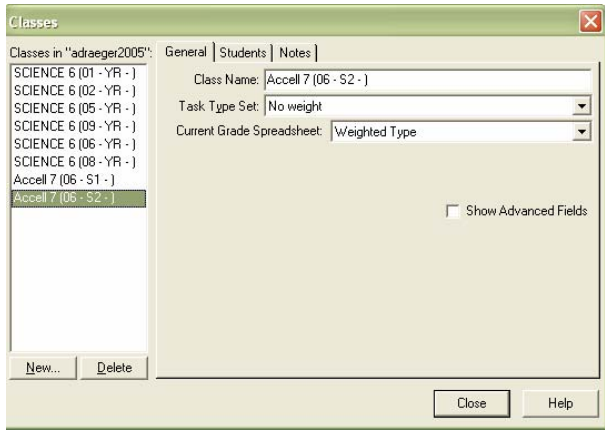 Classes
Classes in "adraeger2005":
SCIENCE 6 (01 - YR - )
SCIENCE 6 (02 - YR - )
SCIENCE 6 (05 - YR - )
SCIENCE 6 (09 - YR - )
SCIENCE 6 (06 - YR - )
SCIENCE 6 (08 - YR - )
Accell 7 (06 - S1 - )
Accell 7 (06 - S2 - )
New... Delete
General Students Notes
Class Name: Accell 7 (06 - S2 - )
Task Type Set: No weight
Current Grade Spreadsheet: Weighted Type
Show Advanced Fields
Close Help